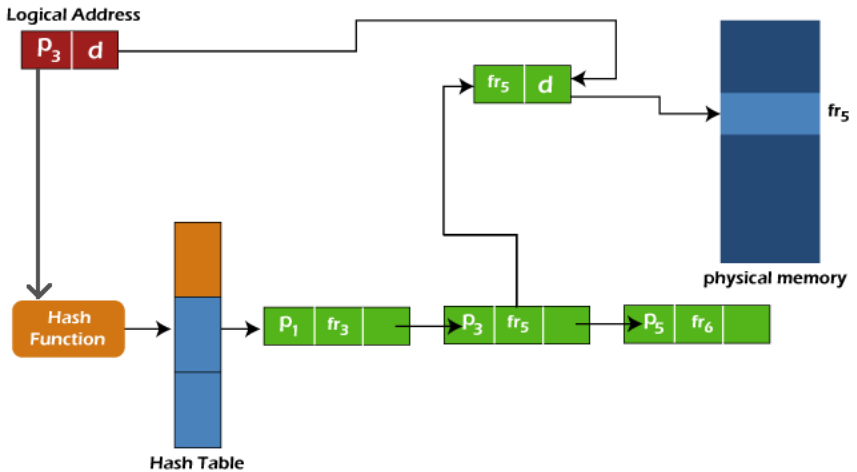 Logical Address
p₃ d
fr₅ d
fr₅
physical memory
Hash
Function
p₁ fr₃
p₃ fr₅
p₅ fr₆
Hash Table